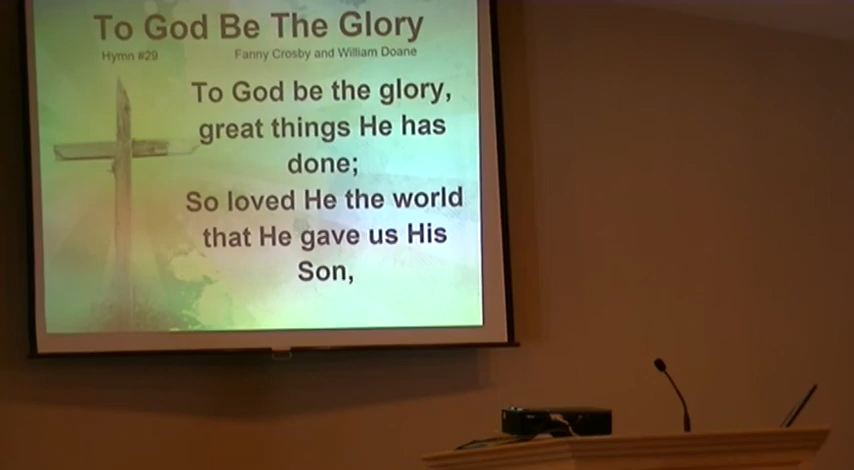 To God Be The Glory
Hymn #29 Fanny Crosby and William Doane
To God be the glory,
great things He has
done;
So loved He the world
that He gave us His
Son,